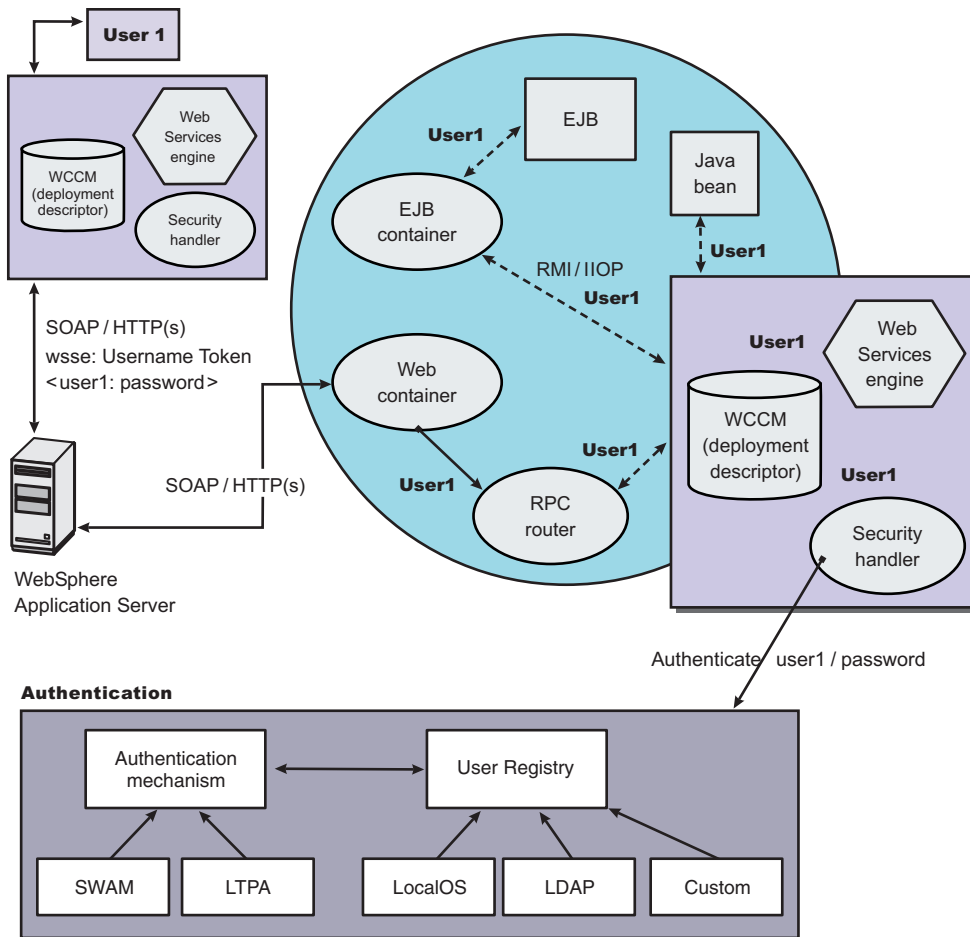 User 1
Web
Services
engine
WCCM
(deployment
descriptor)
Security
handler
SOAP / HTTP(s)
wsse: Username Token
<user1: password>
WebSphere
Application Server
SOAP / HTTP(s)
EJB
User1
EJB
container
Java
bean
User1
RMI / IIOP
User1
Web
container
User1
RPC
router
User1
User1
Web
Services
engine
WCCM
(deployment
descriptor)
User1
Security
handler
Authenticate user1 / password
Authentication
Authentication
mechanism
User Registry
SWAM
LTPA
LocalOS
LDAP
Custom